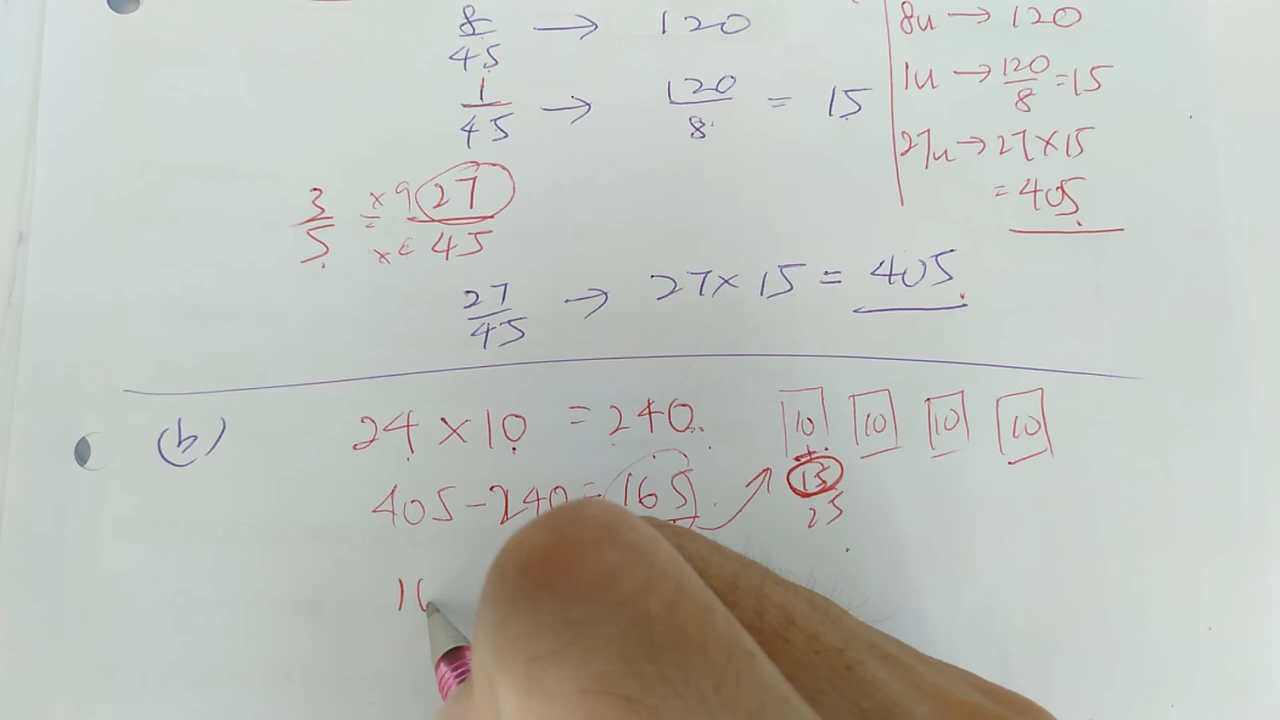 8/45 → 120
1/45 → 120/8 = 15
8u → 120
1u → 120/8 = 15
27u → 27×15
= 405
3/5 = ×9 27/45
27/45 → 27×15 = 405
(b) 24×10 = 240
10 10 10 10
405-240= 165
+
15
25